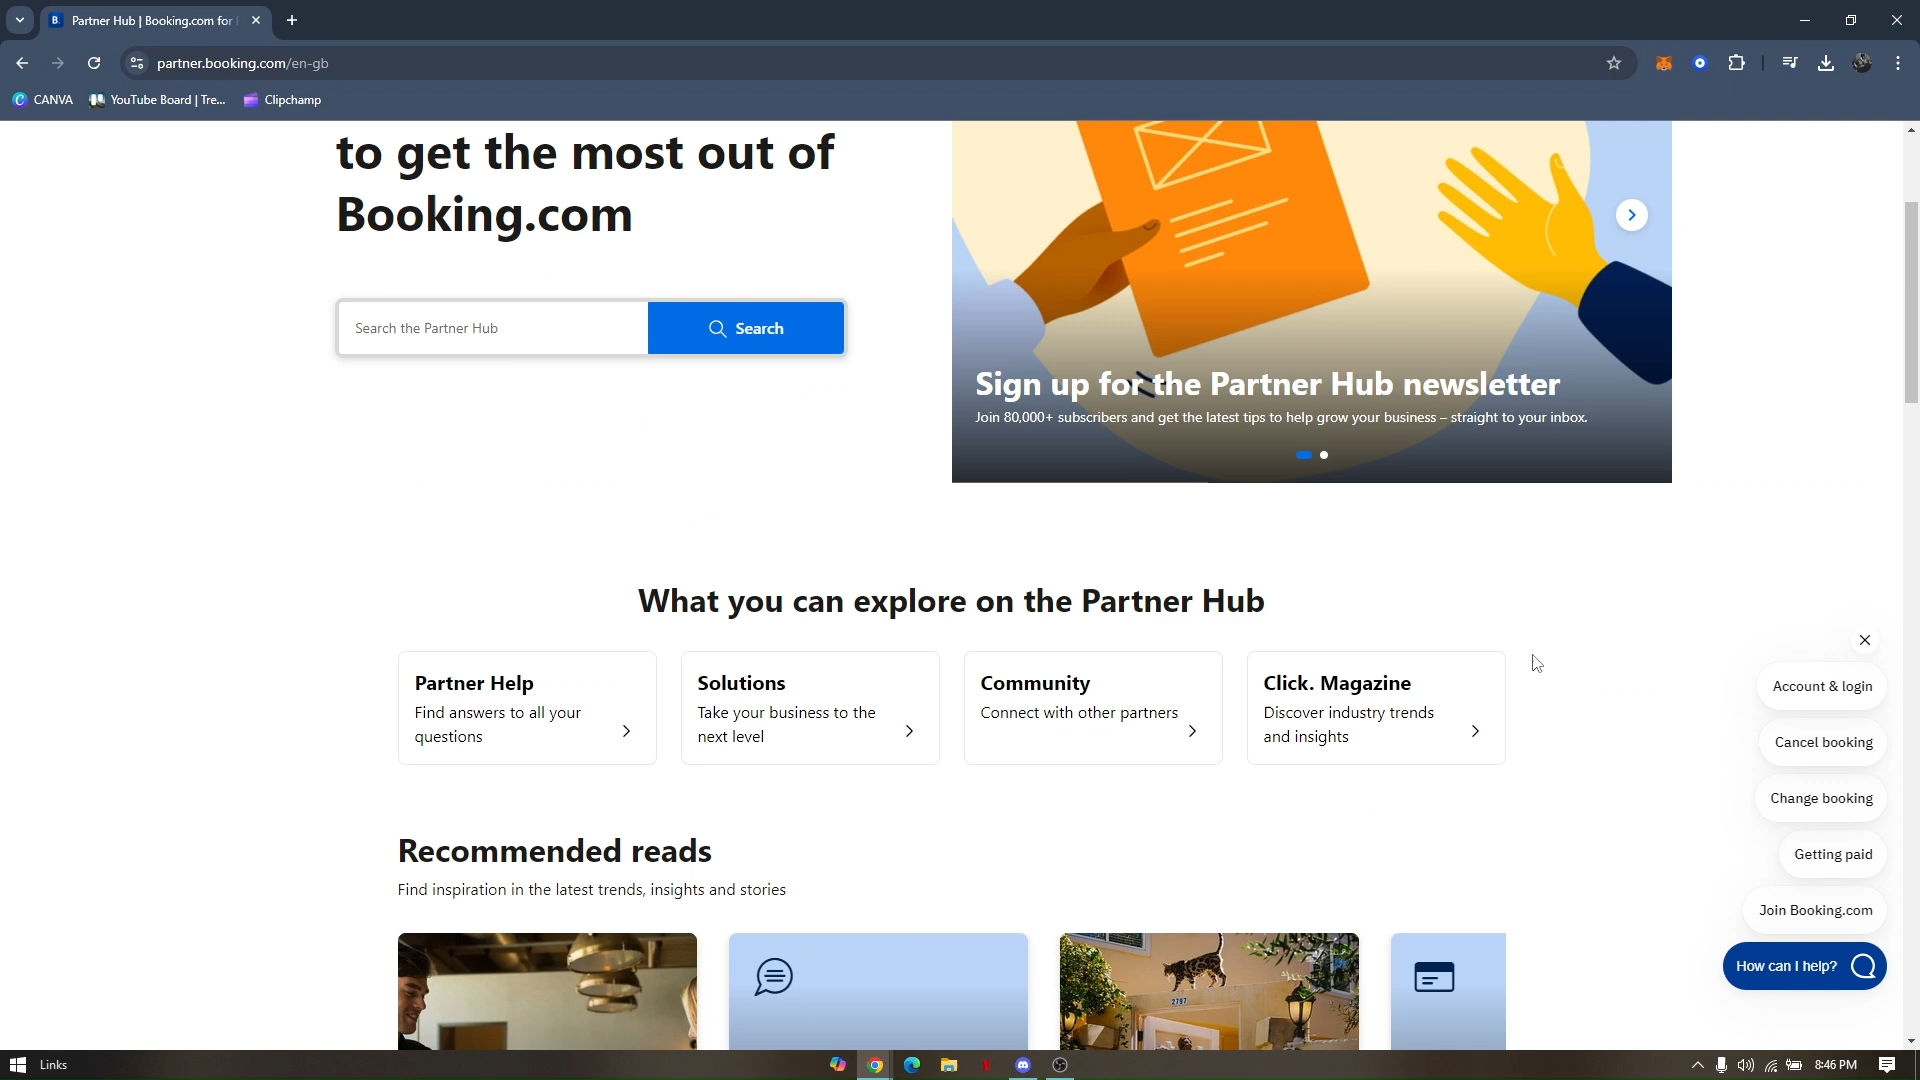 Partner Hub | Booking.com for
partner.booking.com/en-gb
CANVA
YouTube Board | Tre...
Clipchamp
to get the most out of
Booking.com
Search the Partner Hub
Search
Sign up for the Partner Hub newsletter
Join 80,000+ subscribers and get the latest tips to help grow your business – straight to your inbox.
What you can explore on the Partner Hub
Partner Help
Find answers to all your
questions
Solutions
Take your business to the
next level
Community
Connect with other partners
Click. Magazine
Discover industry trends
and insights
Account & login
Cancel booking
Change booking
Getting paid
Join Booking.com
How can I help?
Recommended reads
Find inspiration in the latest trends, insights and stories
2797
Links
8:46 PM